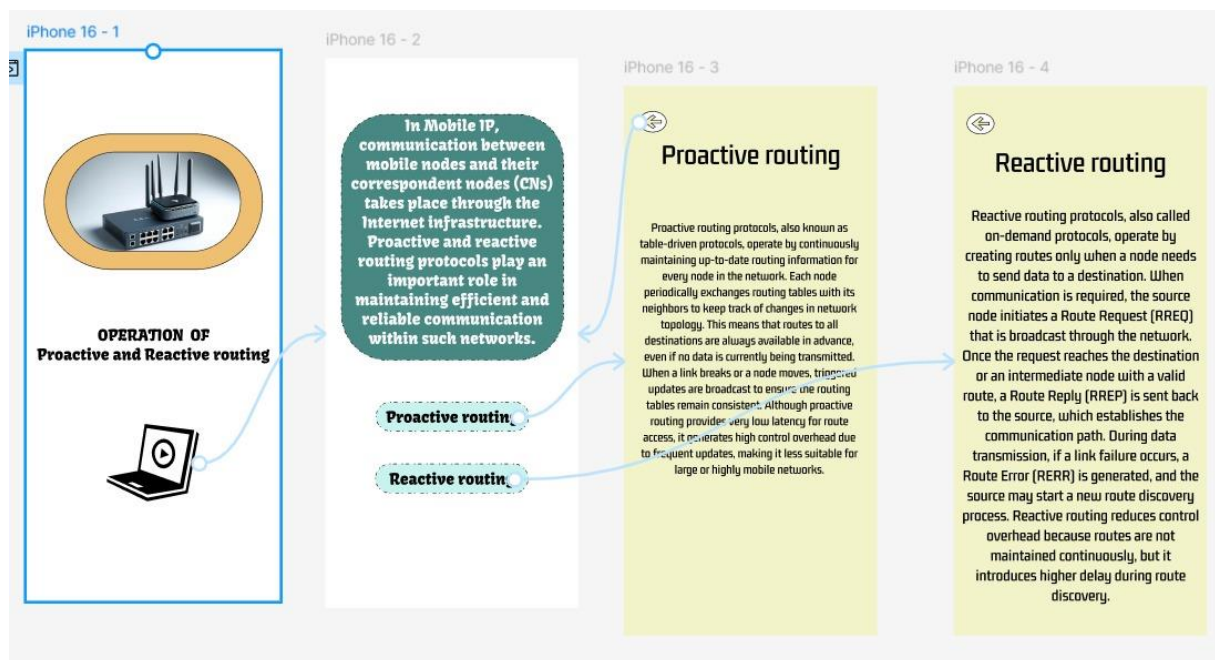 iPhone 16 - 1
OPERATION OF
Proactive and Reactive routing
iPhone 16 - 2
In Mobile IP,
communication between
mobile nodes and their
correspondent nodes (CNs)
takes place through the
Internet infrastructure.
Proactive and reactive
routing protocols play an
important role in
maintaining efficient and
reliable communication
within such networks.
Proactive routing
Reactive routing
iPhone 16 - 3
Proactive routing
Proactive routing protocols, also known as
table-driven protocols, operate by continuously
maintaining up-to-date routing information for
every node in the network. Each node
periodically exchanges routing tables with its
neighbors to keep track of changes in network
topology. This means that routes to all
destinations are always available in advance,
even if no data is currently being transmitted.
When a link breaks or a node moves, triggered
updates are broadcast to ensure the routing
tables remain consistent. Although proactive
routing provides very low latency for route
access, it generates high control overhead due
to frequent updates, making it less suitable for
large or highly mobile networks.
iPhone 16 - 4
Reactive routing
Reactive routing protocols, also called
on-demand protocols, operate by
creating routes only when a node needs
to send data to a destination. When
communication is required, the source
node initiates a Route Request (RREQ)
that is broadcast through the network.
Once the request reaches the destination
or an intermediate node with a valid
route, a Route Reply (RREP) is sent back
to the source, which establishes the
communication path. During data
transmission, if a link failure occurs, a
Route Error (RERR) is generated, and the
source may start a new route discovery
process. Reactive routing reduces control
overhead because routes are not
maintained continuously, but it
introduces higher delay during route
discovery.